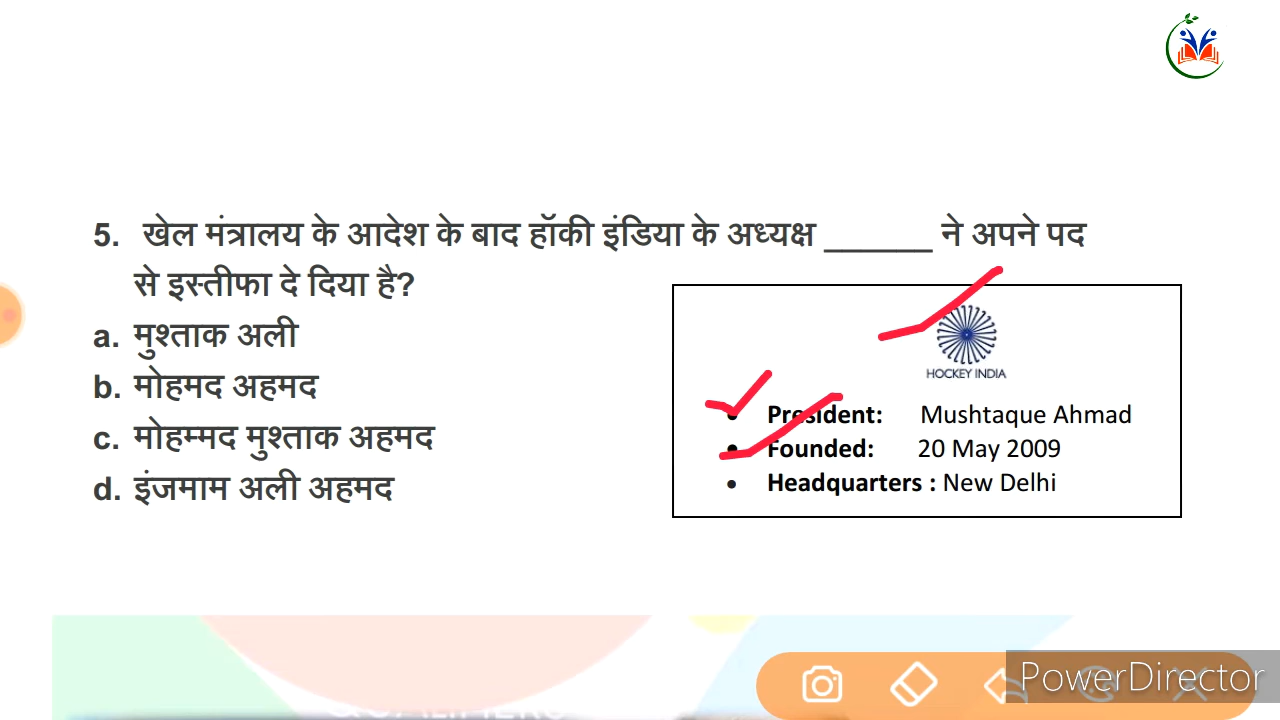 5. खेल मंत्रालय के आदेश के बाद हॉकी इंडिया के अध्यक्ष ______ ने अपने पद
से इस्तीफा दे दिया है?
a. मुश्ताक अली
b. मोहमद अहमद
c. मोहम्मद मुश्ताक अहमद
d. इंजमाम अली अहमद
HOCKEY INDIA
• President: Mushtaque Ahmad
• Founded: 20 May 2009
• Headquarters : New Delhi
PowerDirector